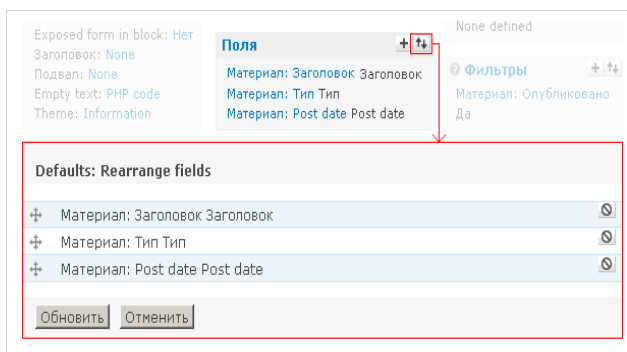 Exposed form in block: Нет
Заголовок: None
Подвал: None
Empty text: PHP code
Theme: Information
Поля
Материал: Заголовок Заголовок
Материал: Тип Тип
Материал: Post date Post date
None defined
Фильтры
Материал: Опубликовано
Да
Defaults: Rearrange fields
Материал: Заголовок Заголовок
Материал: Тип Тип
Материал: Post date Post date
Обновить Отменить